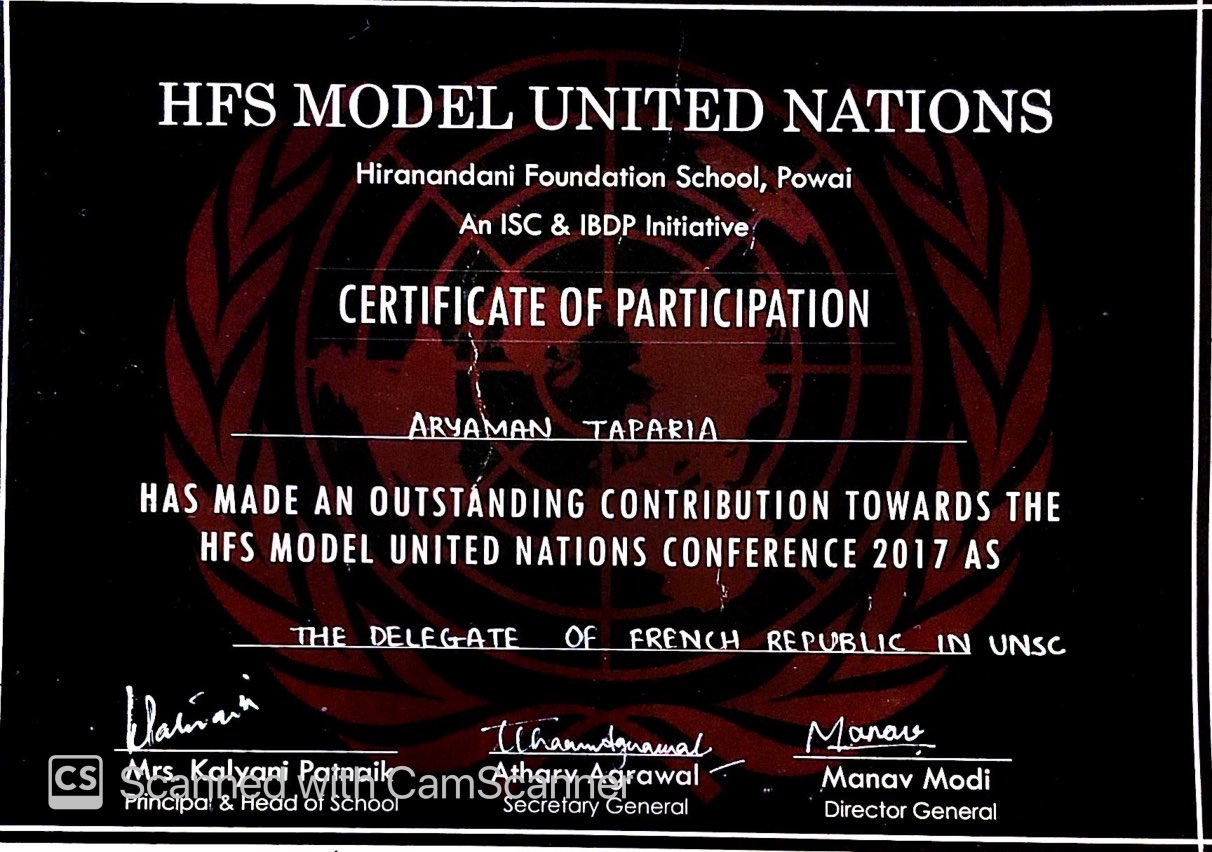 HFS MODEL UNITED NATIONS
Hiranandani Foundation School, Powai
An ISC & IBDP Initiative
CERTIFICATE OF PARTICIPATION
ARYAMAN TAPARIA
HAS MADE AN OUTSTANDING CONTRIBUTION TOWARDS THE
HFS MODEL UNITED NATIONS CONFERENCE 2017 AS
THE DELEGATE OF FRENCH REPUBLIC IN UNSC
Manav
Mrs. Kalyani Patnaik Atharv Agrawal Manav Modi
Principal & Head of School Secretary General Director General
CS Scanned with CamScanner